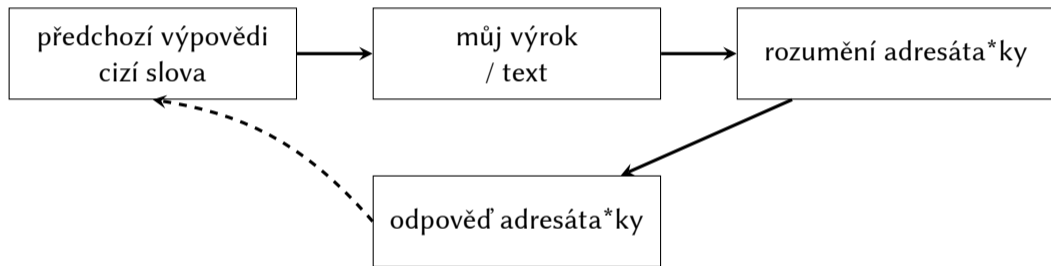 předchozí výpovědi
cizí slova
můj výrok
/ text
rozumění adresáta*ky
odpověď adresáta*ky